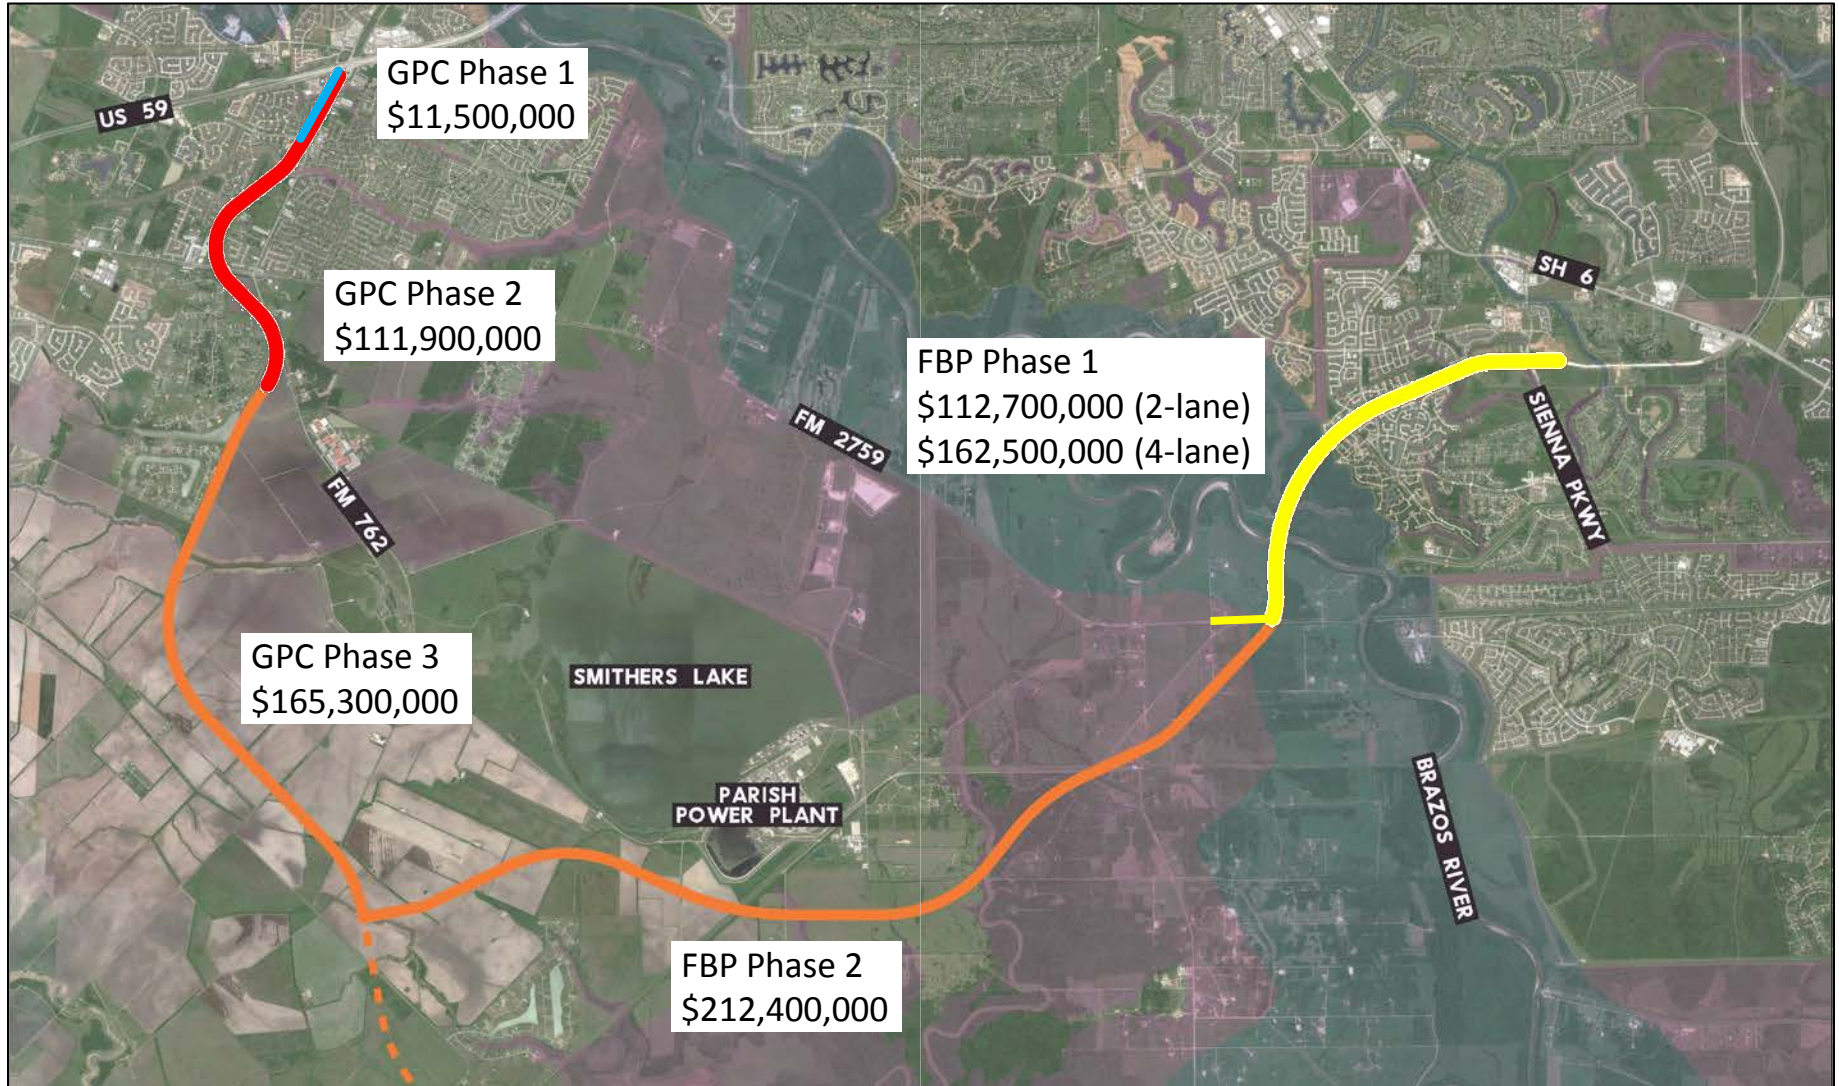 GPC Phase 1
$11,500,000
US 59
GPC Phase 2
$111,900,000
SH 6
FBP Phase 1
$112,700,000 (2-lane)
$162,500,000 (4-lane)
FM 2759
SIENNA PKWY
FM 762
GPC Phase 3
$165,300,000
SMITHERS LAKE
PARISH
POWER PLANT
BRAZOS RIVER
FBP Phase 2
$212,400,000